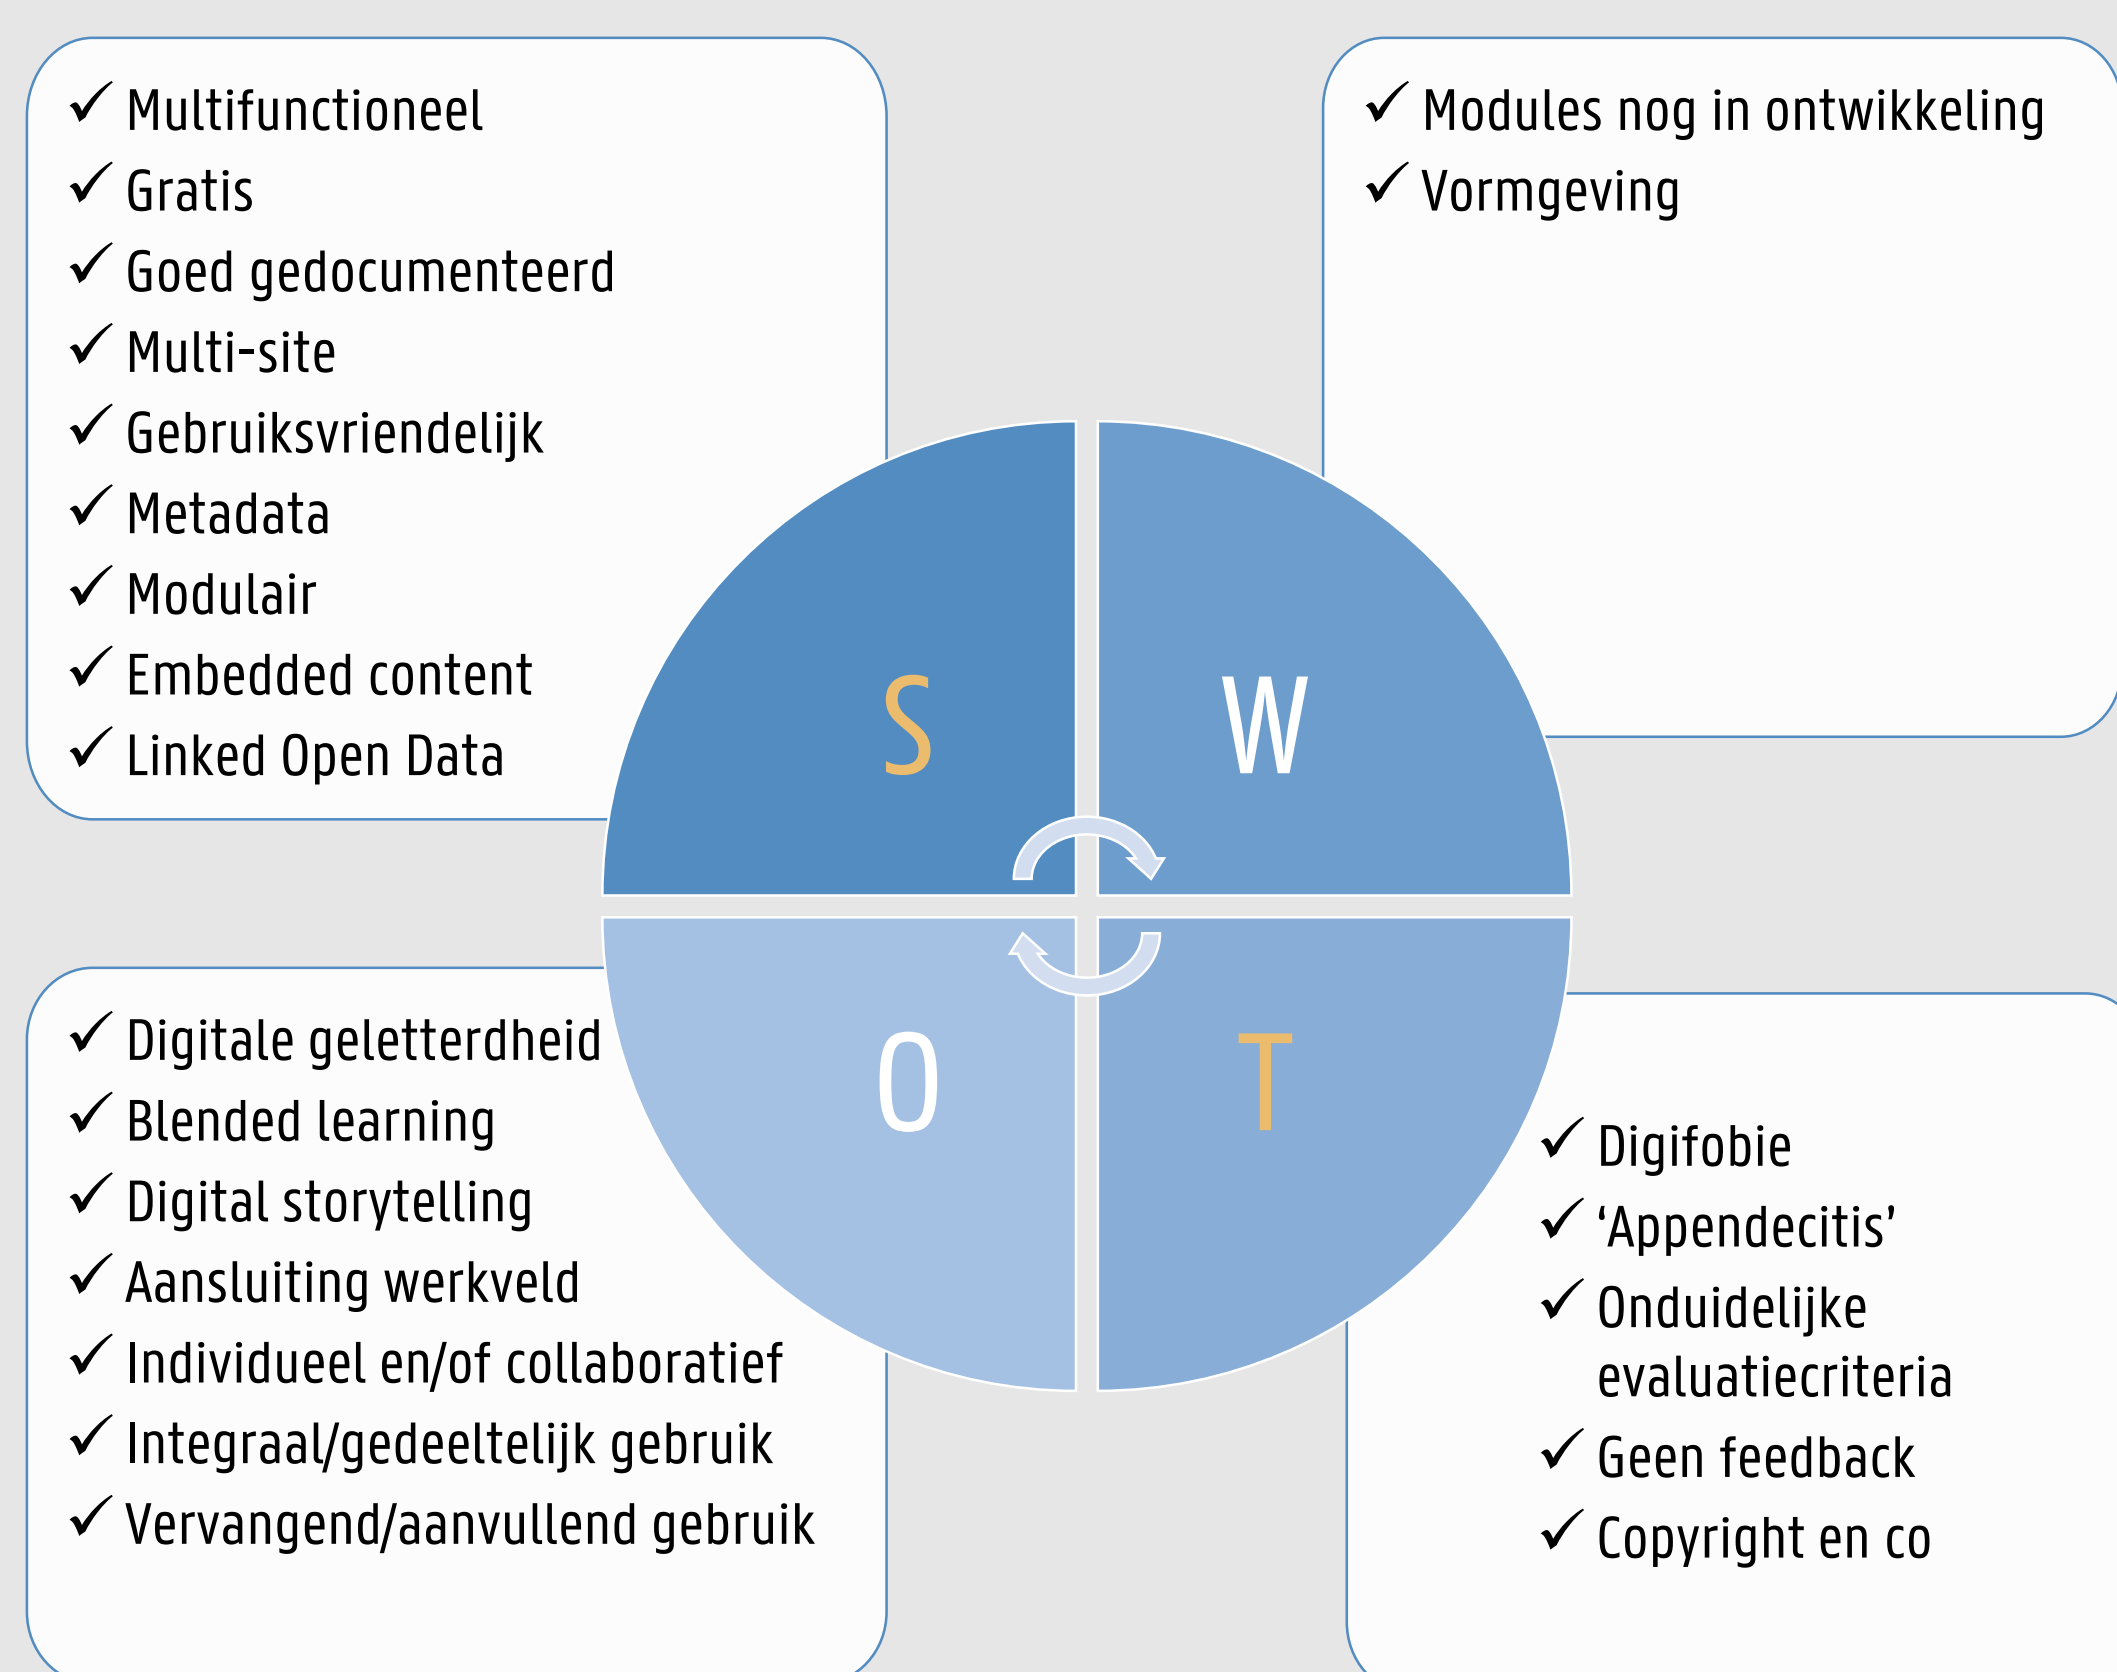 ✓ Multifunctioneel
✓ Gratis
✓ Goed gedocumenteerd
✓ Multi-site
✓ Gebruiksvriendelijk
✓ Metadata
✓ Modulair
✓ Embedded content
✓ Linked Open Data
✓ Modules nog in ontwikkeling
✓ Vormgeving
S
W
O
T
✓ Digitale geletterdheid
✓ Blended learning
✓ Digital storytelling
✓ Aansluiting werkveld
✓ Individueel en/of collaboratief
✓ Integraal/gedeeltelijk gebruik
✓ Vervangend/aanvullend gebruik
✓ Digifobie
✓ ‘Appendecitis’
✓ Onduidelijke
evaluatiecriteria
✓ Geen feedback
✓ Copyright en co